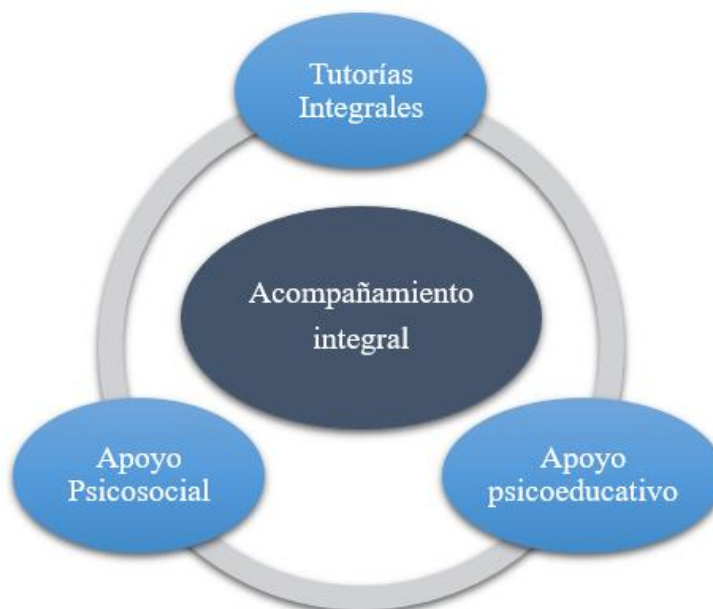 Tutorías
Integrales
Acompañamiento
integral
Apoyo
Psicosocial
Apoyo
psicoeducativo